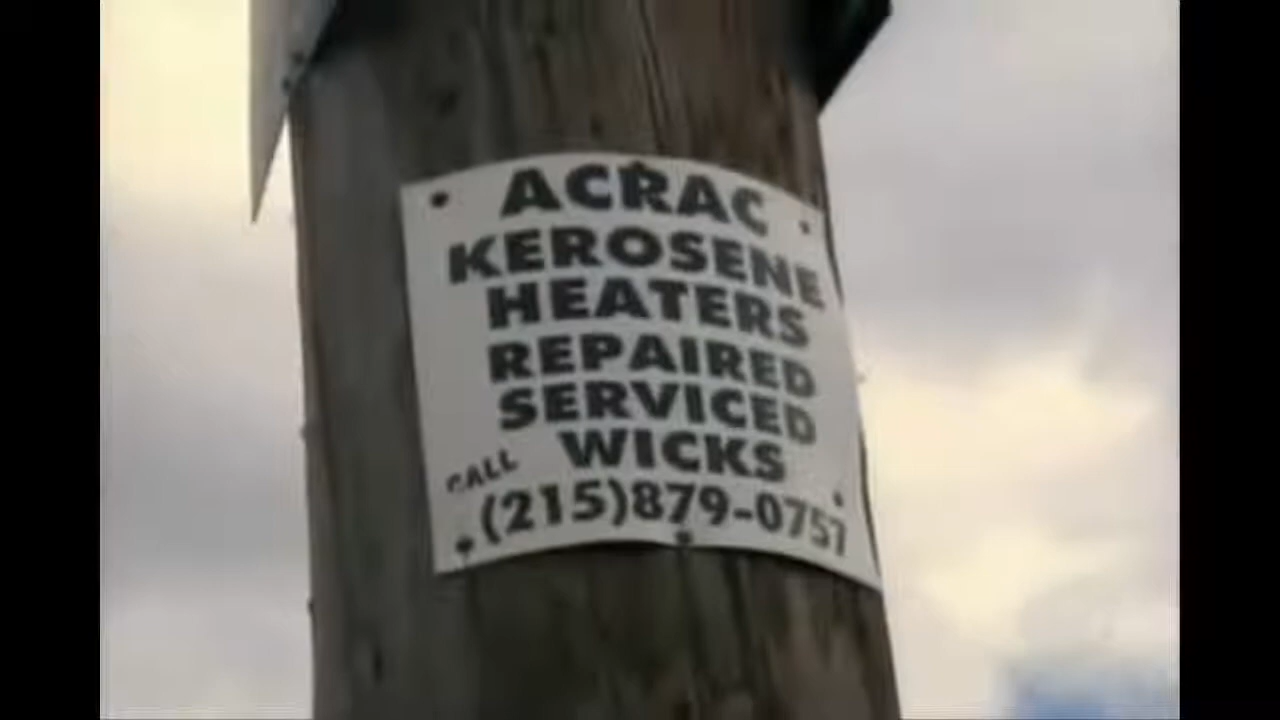 ACRAC
KEROSENE
HEATERS
REPAIRED
SERVICED
WICKS
CALL
(215)879-0757